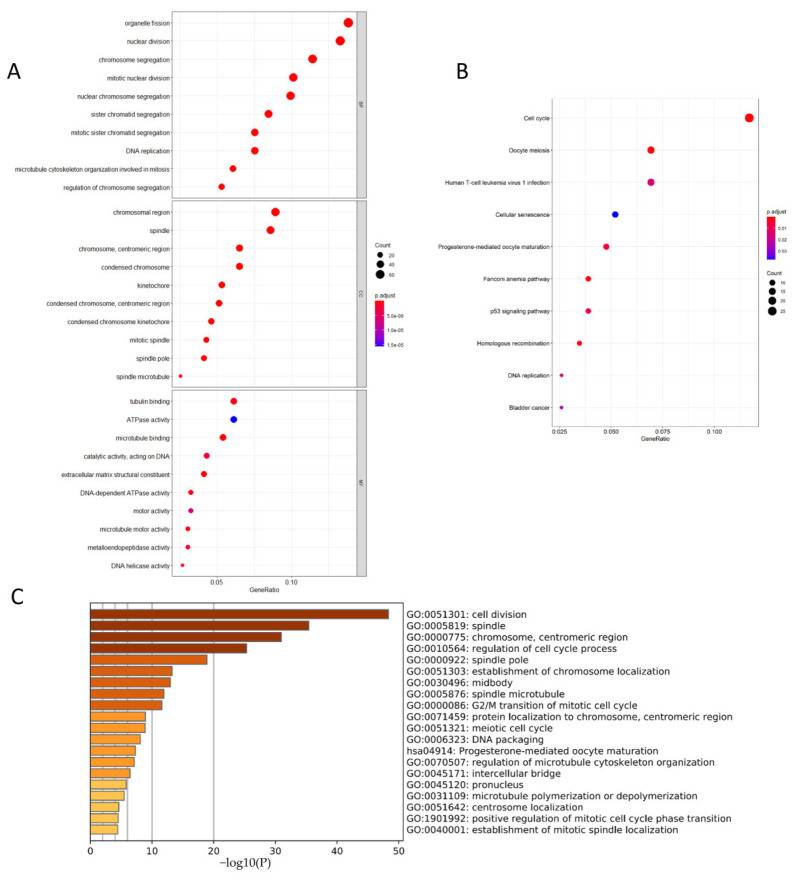 A
organelle fission
nuclear division
chromosome segregation
mitotic nuclear division
nuclear chromosome segregation
sister chromatid segregation
mitotic sister chromatid segregation
DNA replication
microtubule cytoskeleton organization involved in mitosis
regulation of chromosome segregation
BP
chromosomal region
spindle
chromosome, centromeric region
condensed chromosome
kinetochore
condensed chromosome, centromeric region
condensed chromosome kinetochore
mitotic spindle
spindle pole
spindle microtubule
CC
tubulin binding
ATPase activity
microtubule binding
catalytic activity, acting on DNA
extracellular matrix structural constituent
DNA-dependent ATPase activity
motor activity
microtubule motor activity
metalloendopeptidase activity
DNA helicase activity
MF
0.05 0.10
GeneRatio
Count
20
40
60
p.adjust
5.0e-06
1.0e-05
1.5e-05
B
Cell cycle
Oocyte meiosis
Human T-cell leukemia virus 1 infection
Cellular senescence
Progesterone-mediated oocyte maturation
Fanconi anemia pathway
p53 signaling pathway
Homologous recombination
DNA replication
Bladder cancer
0.025 0.050 0.075 0.100
GeneRatio
p.adjust
0.01
0.02
0.03
Count
10
15
20
25
C
GO:0051301: cell division
GO:0005819: spindle
GO:0000775: chromosome, centromeric region
GO:0010564: regulation of cell cycle process
GO:0000922: spindle pole
GO:0051303: establishment of chromosome localization
GO:0030496: midbody
GO:0005876: spindle microtubule
GO:0000086: G2/M transition of mitotic cell cycle
GO:0071459: protein localization to chromosome, centromeric region
GO:0051321: meiotic cell cycle
GO:0006323: DNA packaging
hsa04914: Progesterone-mediated oocyte maturation
GO:0070507: regulation of microtubule cytoskeleton organization
GO:0045171: intercellular bridge
GO:0045120: pronucleus
GO:0031109: microtubule polymerization or depolymerization
GO:0051642: centrosome localization
GO:1901992: positive regulation of mitotic cell cycle phase transition
GO:0040001: establishment of mitotic spindle localization
0 10 20 30 40 50
−log10(P)